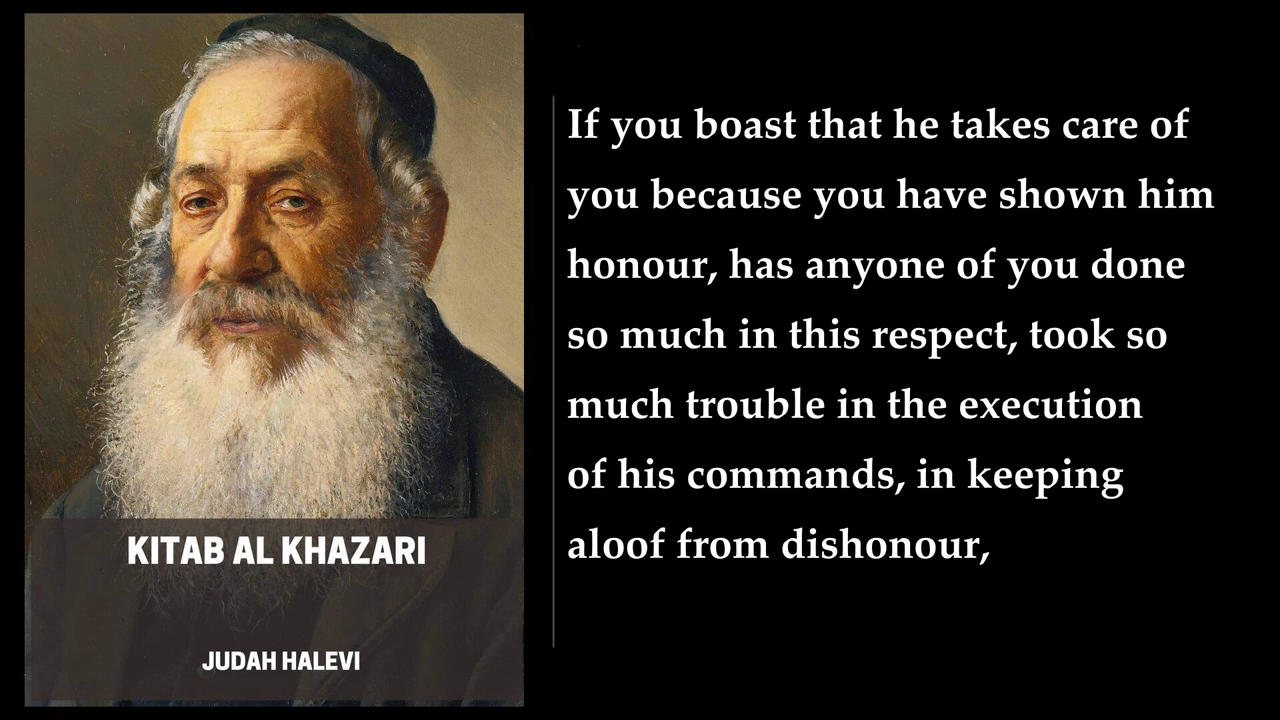 KITAB AL KHAZARI
JUDAH HALEVI
If you boast that he takes care of
you because you have shown him
honour, has anyone of you done
so much in this respect, took so
much trouble in the execution
of his commands, in keeping
aloof from dishonour,